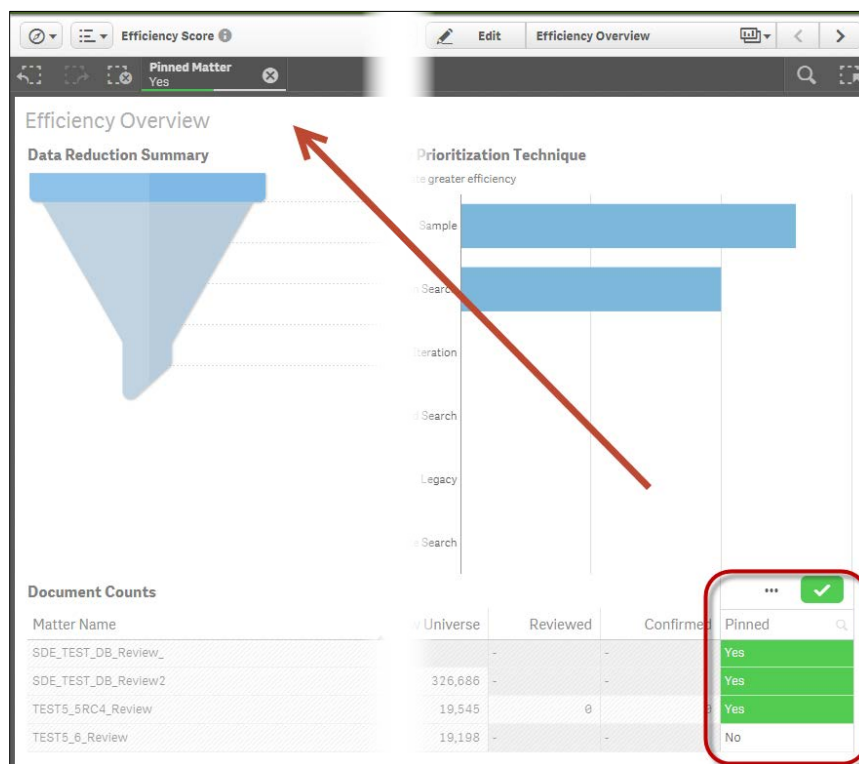 Efficiency Score
Edit
Efficiency Overview
Pinned Matter
Yes
Efficiency Overview
Data Reduction Summary
Prioritization Technique
greater efficiency
Sample
Search
Iteration
Search
Legacy
Search
Document Counts
Matter Name Universe Reviewed Confirmed Pinned
SDE_TEST_DB_Review_ - - Yes
SDE_TEST_DB_Review2 326,686 - - Yes
TEST5_5RC4_Review 19,545 0 0 Yes
TEST5_6_Review 19,198 - - No